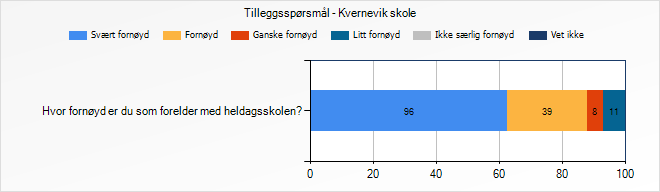 Tilleggsspørsmål - Kvernevik skole
Svært fornøyd Fornøyd Ganske fornøyd Litt fornøyd Ikke særlig fornøyd Vet ikke
Hvor fornøyd er du som forelder med heldagsskolen? 96 39 8 11
0 20 40 60 80 100